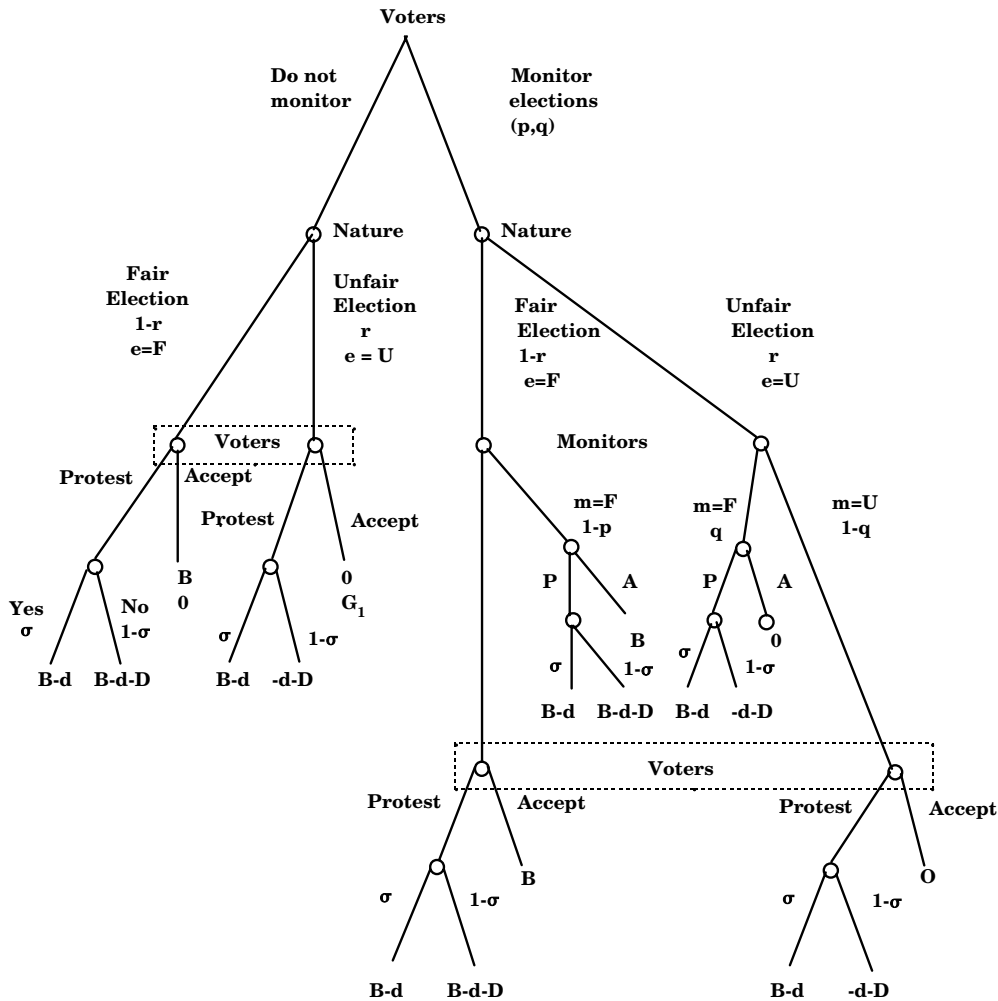 Voters
Do not
monitor
Monitor
elections
(p,q)
Nature
Nature
Fair
Election
1-r
e=F
Unfair
Election
r
e = U
Fair
Election
1-r
e=F
Unfair
Election
r
e=U
Voters
Monitors
Protest
Accept
Protest
Accept
m=F
1-p
m=F
q
m=U
1-q
B
0
0
G1
P
A
P
A
Yes
σ
No
1-σ
σ
1-σ
B
0
σ
1-σ
σ
1-σ
B-d
B-d-D
B-d
-d-D
B-d
B-d-D
B-d
-d-D
Voters
Protest
Accept
Protest
Accept
B
O
σ
1-σ
σ
1-σ
B-d
B-d-D
B-d
-d-D